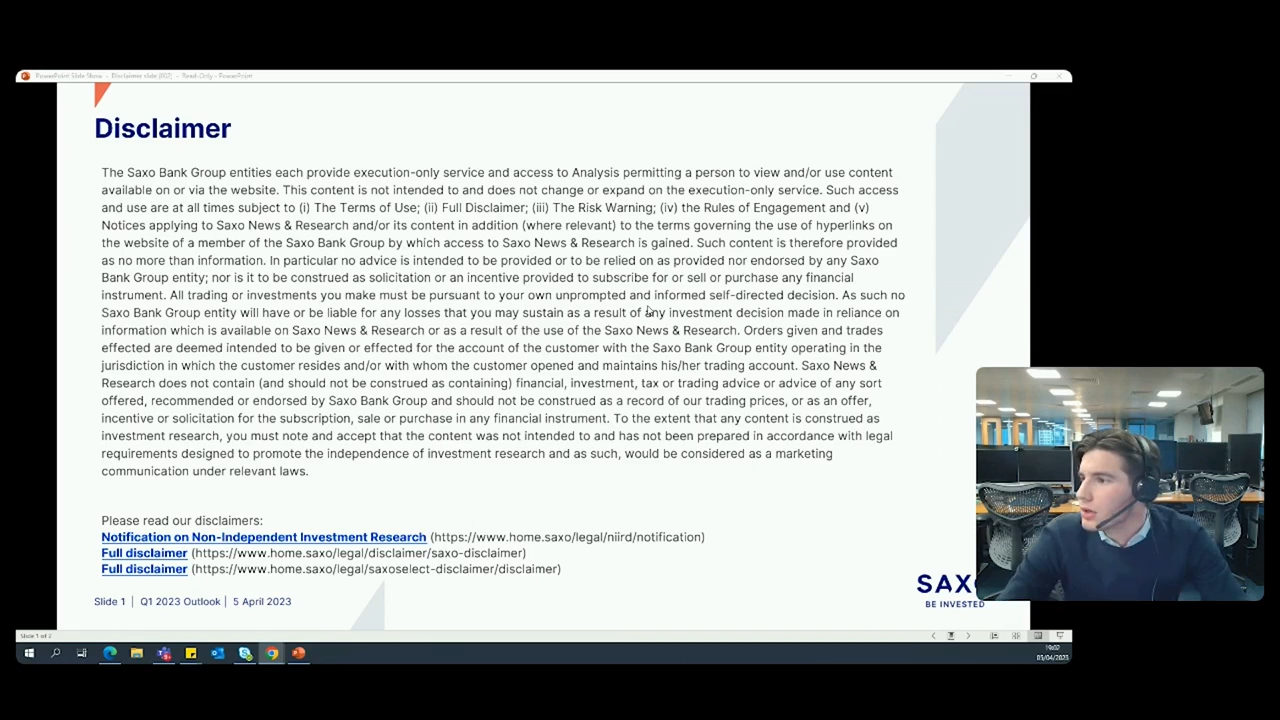 PowerPoint Slide Show - Disclaimer slide (002) - Read-Only - PowerPoint
Disclaimer
The Saxo Bank Group entities each provide execution-only service and access to Analysis permitting a person to view and/or use content
available on or via the website. This content is not intended to and does not change or expand on the execution-only service. Such access
and use are at all times subject to (i) The Terms of Use; (ii) Full Disclaimer; (iii) The Risk Warning; (iv) the Rules of Engagement and (v)
Notices applying to Saxo News & Research and/or its content in addition (where relevant) to the terms governing the use of hyperlinks on
the website of a member of the Saxo Bank Group by which access to Saxo News & Research is gained. Such content is therefore provided
as no more than information. In particular no advice is intended to be provided or to be relied on as provided nor endorsed by any Saxo
Bank Group entity; nor is it to be construed as solicitation or an incentive provided to subscribe for or sell or purchase any financial
instrument. All trading or investments you make must be pursuant to your own unprompted and informed self-directed decision. As such no
Saxo Bank Group entity will have or be liable for any losses that you may sustain as a result of any investment decision made in reliance on
information which is available on Saxo News & Research or as a result of the use of the Saxo News & Research. Orders given and trades
effected are deemed intended to be given or effected for the account of the customer with the Saxo Bank Group entity operating in the
jurisdiction in which the customer resides and/or with whom the customer opened and maintains his/her trading account. Saxo News &
Research does not contain (and should not be construed as containing) financial, investment, tax or trading advice or advice of any sort
offered, recommended or endorsed by Saxo Bank Group and should not be construed as a record of our trading prices, or as an offer,
incentive or solicitation for the subscription, sale or purchase in any financial instrument. To the extent that any content is construed as
investment research, you must note and accept that the content was not intended to and has not been prepared in accordance with legal
requirements designed to promote the independence of investment research and as such, would be considered as a marketing
communication under relevant laws.
Please read our disclaimers:
Notification on Non-Independent Investment Research (https://www.home.saxo/legal/niird/notification)
Full disclaimer (https://www.home.saxo/legal/disclaimer/saxo-disclaimer)
Full disclaimer (https://www.home.saxo/legal/saxoselect-disclaimer/disclaimer)
SAX
BE INVESTED
Slide 1 | Q1 2023 Outlook | 5 April 2023
Slide 1 of 2
19:02